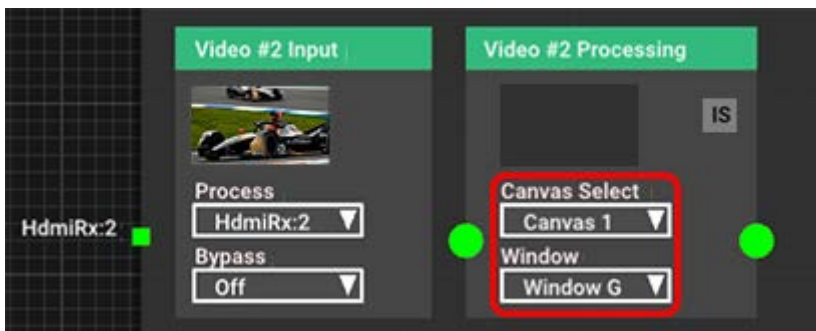 Video #2 Input
Video #2 Processing
IS
Process
Canvas Select
HdmiRx:2
HdmiRx:2
Canvas 1
Bypass
Window
Off
Window G